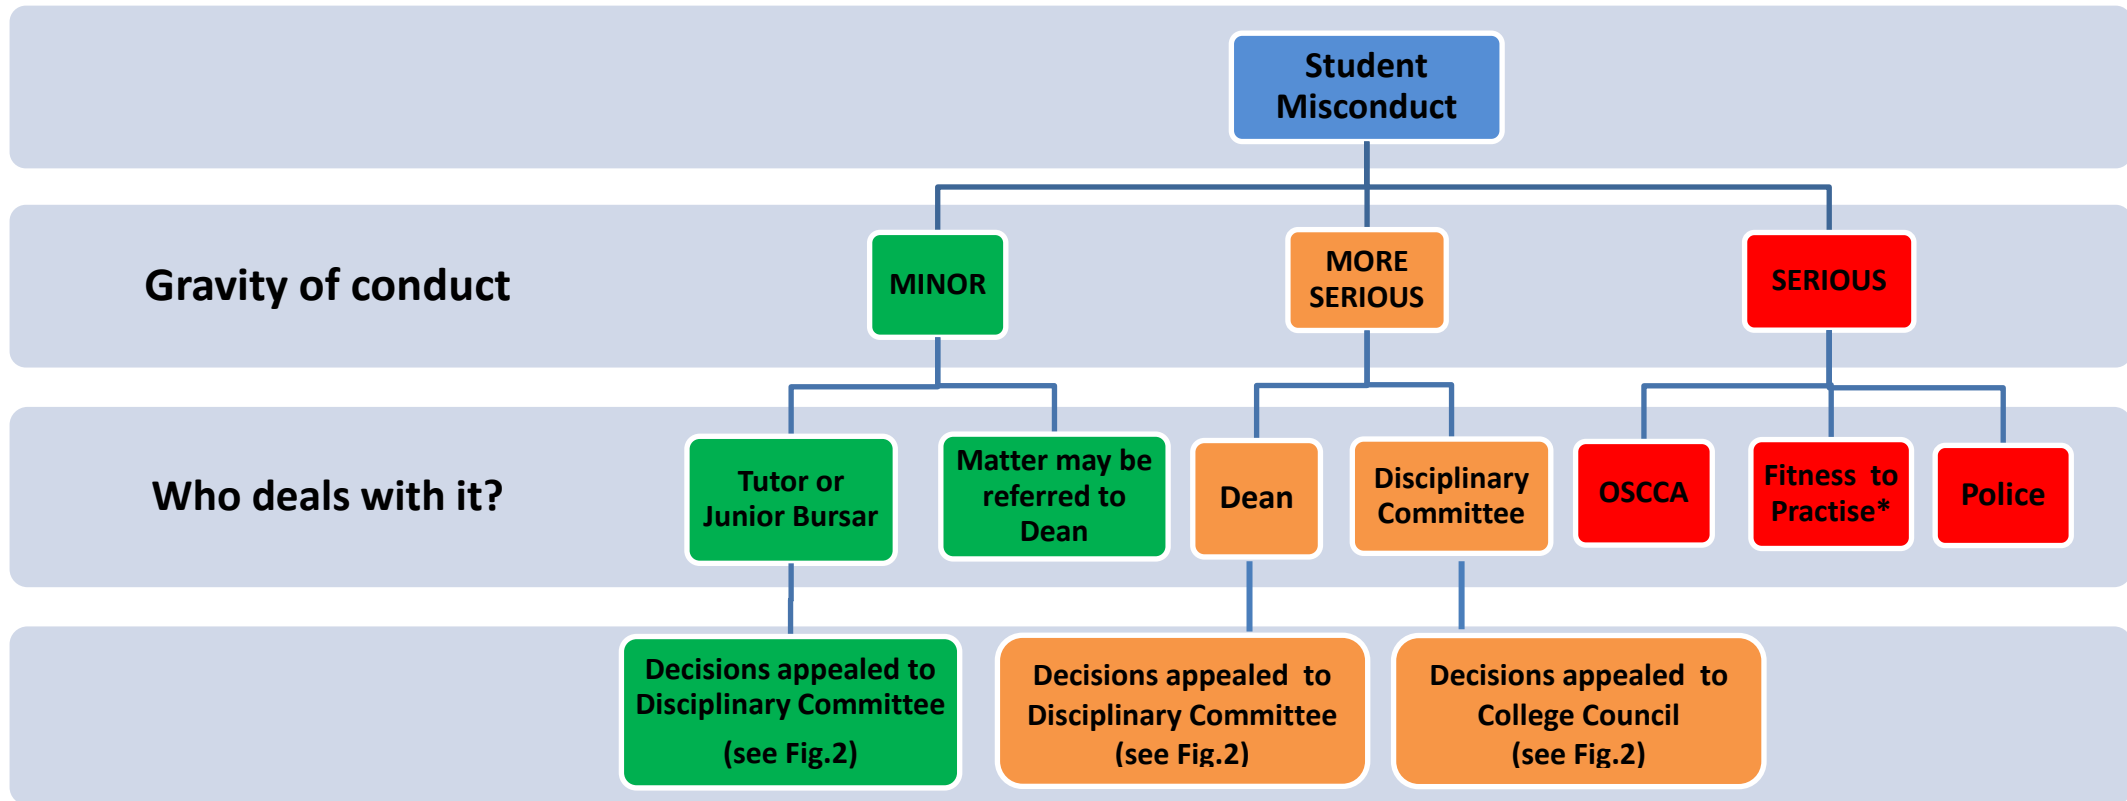 Student
Misconduct
Gravity of conduct
MINOR
MORE
SERIOUS
SERIOUS
Who deals with it?
Tutor or
Junior Bursar
Matter may be
referred to
Dean
Dean
Disciplinary
Committee
OSCCA
Fitness to
Practise*
Police
Decisions appealed to
Disciplinary Committee
(see Fig.2)
Decisions appealed to
Disciplinary Committee
(see Fig.2)
Decisions appealed to
College Council
(see Fig.2)